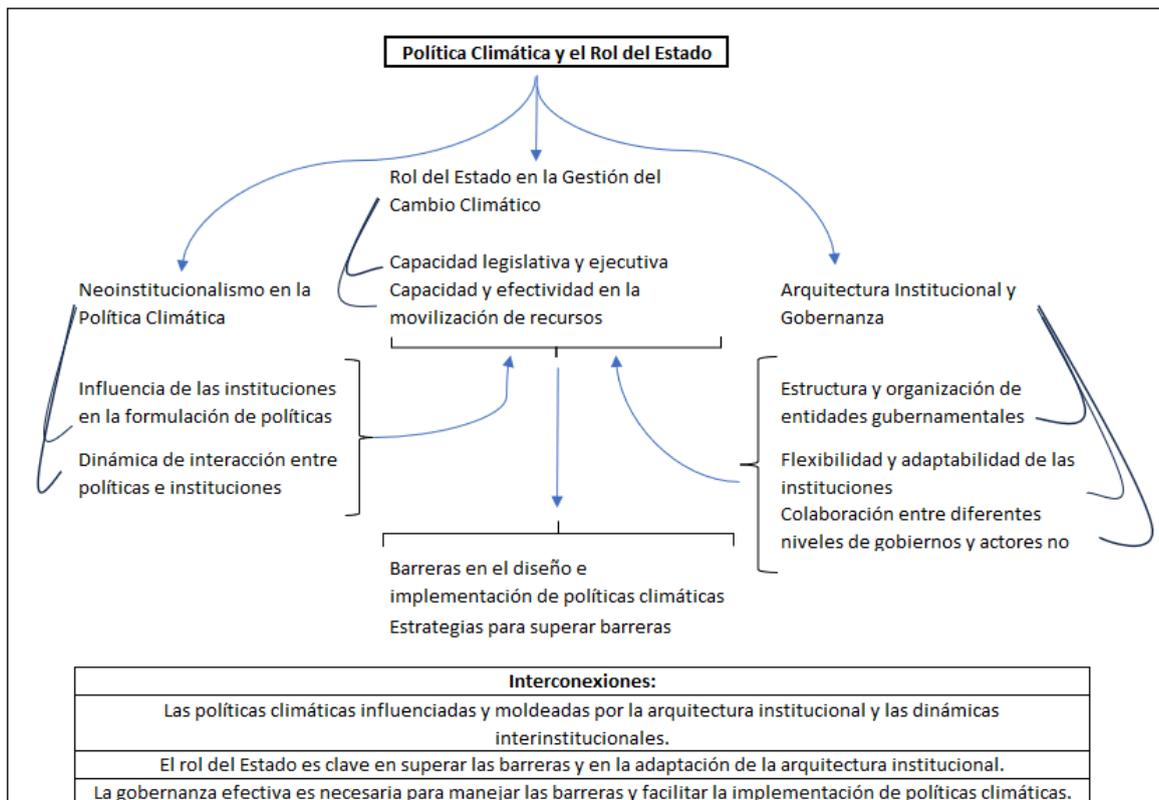 Política Climática y el Rol del Estado
Rol del Estado en la Gestión del
Cambio Climático
Capacidad legislativa y ejecutiva
Capacidad y efectividad en la
movilización de recursos
Neoinstitucionalismo en la
Política Climática
Influencia de las instituciones
en la formulación de políticas
Dinámica de interacción entre
políticas e instituciones
Arquitectura Institucional y
Gobernanza
Estructura y organización de
entidades gubernamentales
Flexibilidad y adaptabilidad de las
instituciones
Colaboración entre diferentes
niveles de gobiernos y actores no
Barreras en el diseño e
implementación de políticas climáticas
Estrategias para superar barreras
Interconexiones:
Las políticas climáticas influenciadas y moldeadas por la arquitectura institucional y las dinámicas
interinstitucionales.
El rol del Estado es clave en superar las barreras y en la adaptación de la arquitectura institucional.
La gobernanza efectiva es necesaria para manejar las barreras y facilitar la implementación de políticas climáticas.